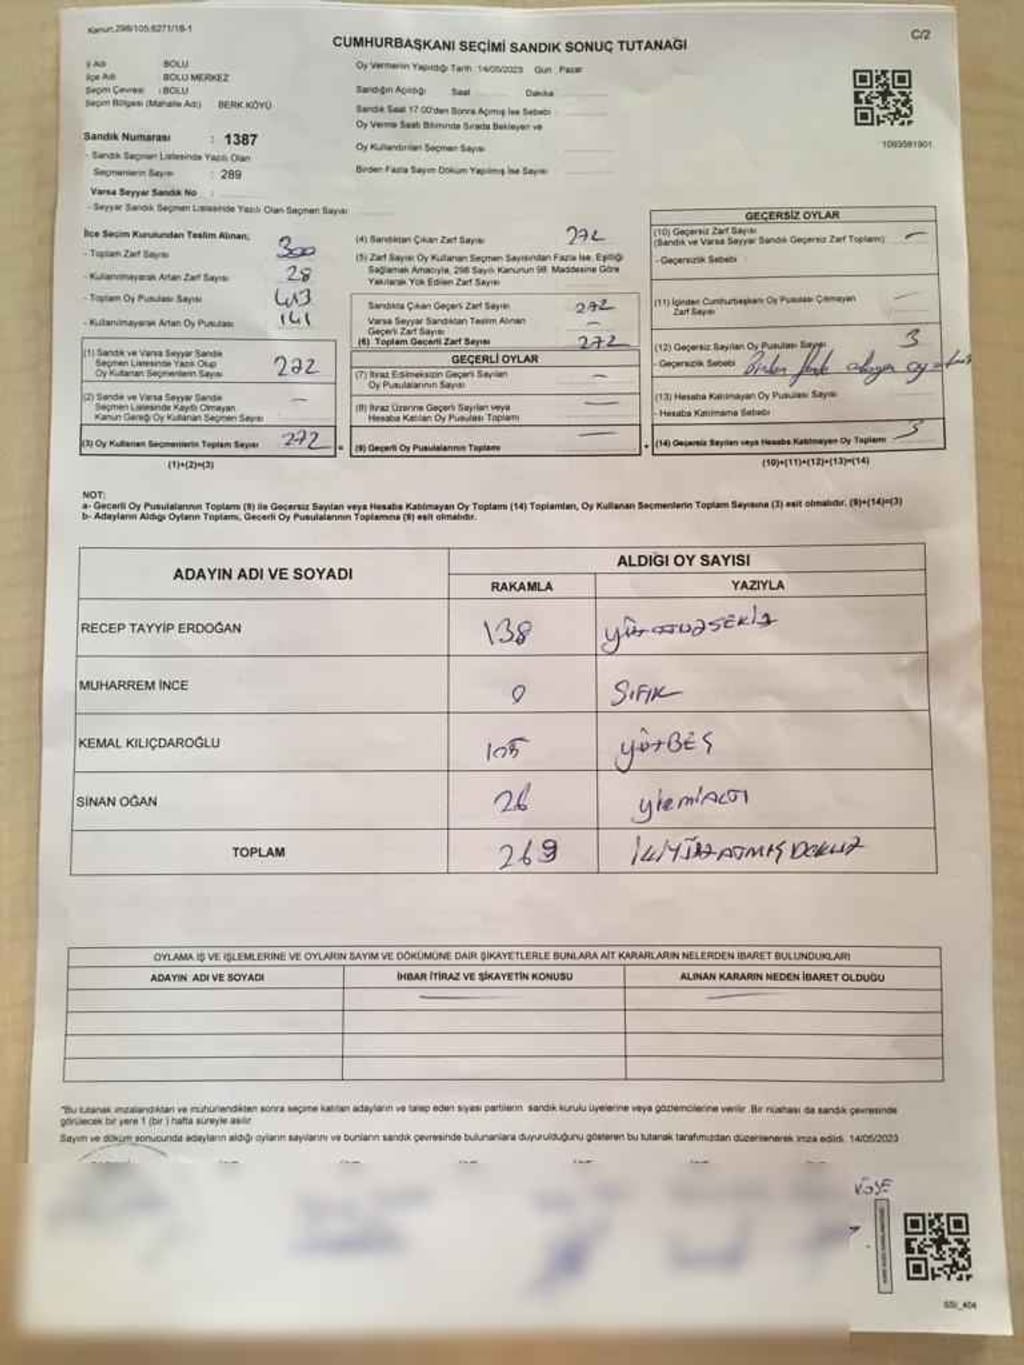 Kanun:298/105;6271/18-1
C/2
CUMHURBAŞKANI SEÇİMİ SANDIK SONUÇ TUTANAĞI
İl Adı BOLU
İlçe Adı BOLU MERKEZ
Seçim Çevresi : BOLU
Seçim Bölgesi (Mahalle Adı) BERK KÖYÜ
Oy Vermenin Yapıldığı Tarih :14/05/2023 Gün : Pazar
Sandığın Açıldığı Saat Dakika
Sandık Saat 17:00'den Sonra Açılmış İse Sebebi
Oy Verme Saati Bitiminde Sırada Bekleyen ve
Oy Kullandırılan Seçmen Sayısı
Birden Fazla Sayım Döküm Yapılmış İse Sayısı
1093591901
Sandık Numarası : 1387
- Sandık Seçmen Listesinde Yazılı Olan
Seçmenlerin Sayısı : 289
Varsa Seyyar Sandık No :
- Seyyar Sandık Seçmen Listesinde Yazılı Olan Seçmen Sayısı
İlçe Seçim Kurulundan Teslim Alınan;
- Toplam Zarf Sayısı 300
- Kullanılmayarak Artan Zarf Sayısı 28
- Toplam Oy Pusulası Sayısı 413
- Kullanılmayarak Artan Oy Pusulası 141
(1) Sandık ve Varsa Seyyar Sandık
Seçmen Listesinde Yazılı Olup
Oy Kullanan Seçmenlerin Sayısı 272
(2) Sandık ve Varsa Seyyar Sandık
Seçmen Listesinde Kayıtlı Olmayan
Kanun Gereği Oy Kullanan Seçmen Sayısı —
(3) Oy Kullanan Seçmenlerin Toplam Sayısı 272 =
(1)+(2)=(3)
(4) Sandıktan Çıkan Zarf Sayısı 272
(5) Zarf Sayısı Oy Kullanan Seçmen Sayısından Fazla İse, Eşitliği
Sağlamak Amacıyla, 298 Sayılı Kanunun 98. Maddesine Göre
Yakılarak Yok Edilen Zarf Sayısı
Sandıkta Çıkan Geçerli Zarf Sayısı 272
Varsa Seyyar Sandıktan Teslim Alınan
Geçerli Zarf Sayısı —
(6) Toplam Geçerli Zarf Sayısı 272
GEÇERLİ OYLAR
(7) İtiraz Edilmeksizin Geçerli Sayılan
Oy Pusulalarının Sayısı —
(8) İtiraz Üzerine Geçerli Sayılan veya
Hesaba Katılan Oy Pusulası Toplamı —
(9) Geçerli Oy Pusulalarının Toplamı — +
GEÇERSİZ OYLAR
(10) Geçersiz Zarf Sayısı
(Sandık ve Varsa Seyyar Sandık Geçersiz Zarf Toplamı) —
- Geçersizlik Sebebi
(11) İçinden Cumhurbaşkanı Oy Pusulası Çıkmayan
Zarf Sayısı
(12) Geçersiz Sayılan Oy Pusulası Sayısı 3
- Geçersizlik Sebebi Birden fazla
(13) Hesaba Katılmayan Oy Pusulası Sayısı
- Hesaba Katılmama Sebebi
(14) Geçersiz Sayılan veya Hesaba Katılmayan Oy Toplamı 3
(10)+(11)+(12)+(13)=(14)
NOT:
a- Geçerli Oy Pusulalarının Toplamı (9) ile Geçersiz Sayılan veya Hesaba Katılmayan Oy Toplamı (14) Toplamları, Oy Kullanan Seçmenlerin Toplam Sayısına (3) eşit olmalıdır. (9)+(14)=(3)
b- Adayların Aldığı Oyların Toplamı, Geçerli Oy Pusulalarının Toplamına (9) eşit olmalıdır.
ADAYIN ADI VE SOYADI
ALDIĞI OY SAYISI
RAKAMLA YAZIYLA
RECEP TAYYİP ERDOĞAN 138 YÜZOTUZSEKİZ
MUHARREM İNCE 0 SIFIR
KEMAL KILIÇDAROĞLU 105 YÜZBEŞ
SİNAN OĞAN 26 YİRMİALTI
TOPLAM 269 İKİYÜZATMIŞDOKUZ
OYLAMA İŞ VE İŞLEMLERİNE VE OYLARIN SAYIM VE DÖKÜMÜNE DAİR ŞİKAYETLERLE BUNLARA AİT KARARLARIN NELERDEN İBARET BULUNDUKLARI
ADAYIN ADI VE SOYADI İHBAR İTİRAZ VE ŞİKAYETİN KONUSU ALINAN KARARIN NEDEN İBARET OLDUĞU
"Bu tutanak imzalandıktan ve mühürlendikten sonra seçime katılan adayların ve talep eden siyasi partilerin sandık kurulu üyelerine veya gözlemcilerine verilir. Bir nüshası da sandık çevresinde
görülecek bir yere 1 (bir) hafta süreyle asılır
Sayım ve döküm sonucunda adayların aldığı oyların sayılarını ve bunların sandık çevresinde bulunanlara duyurulduğunu gösteren bu tutanak tarafımızdan düzenlenerek imza edildi. 14/05/2023